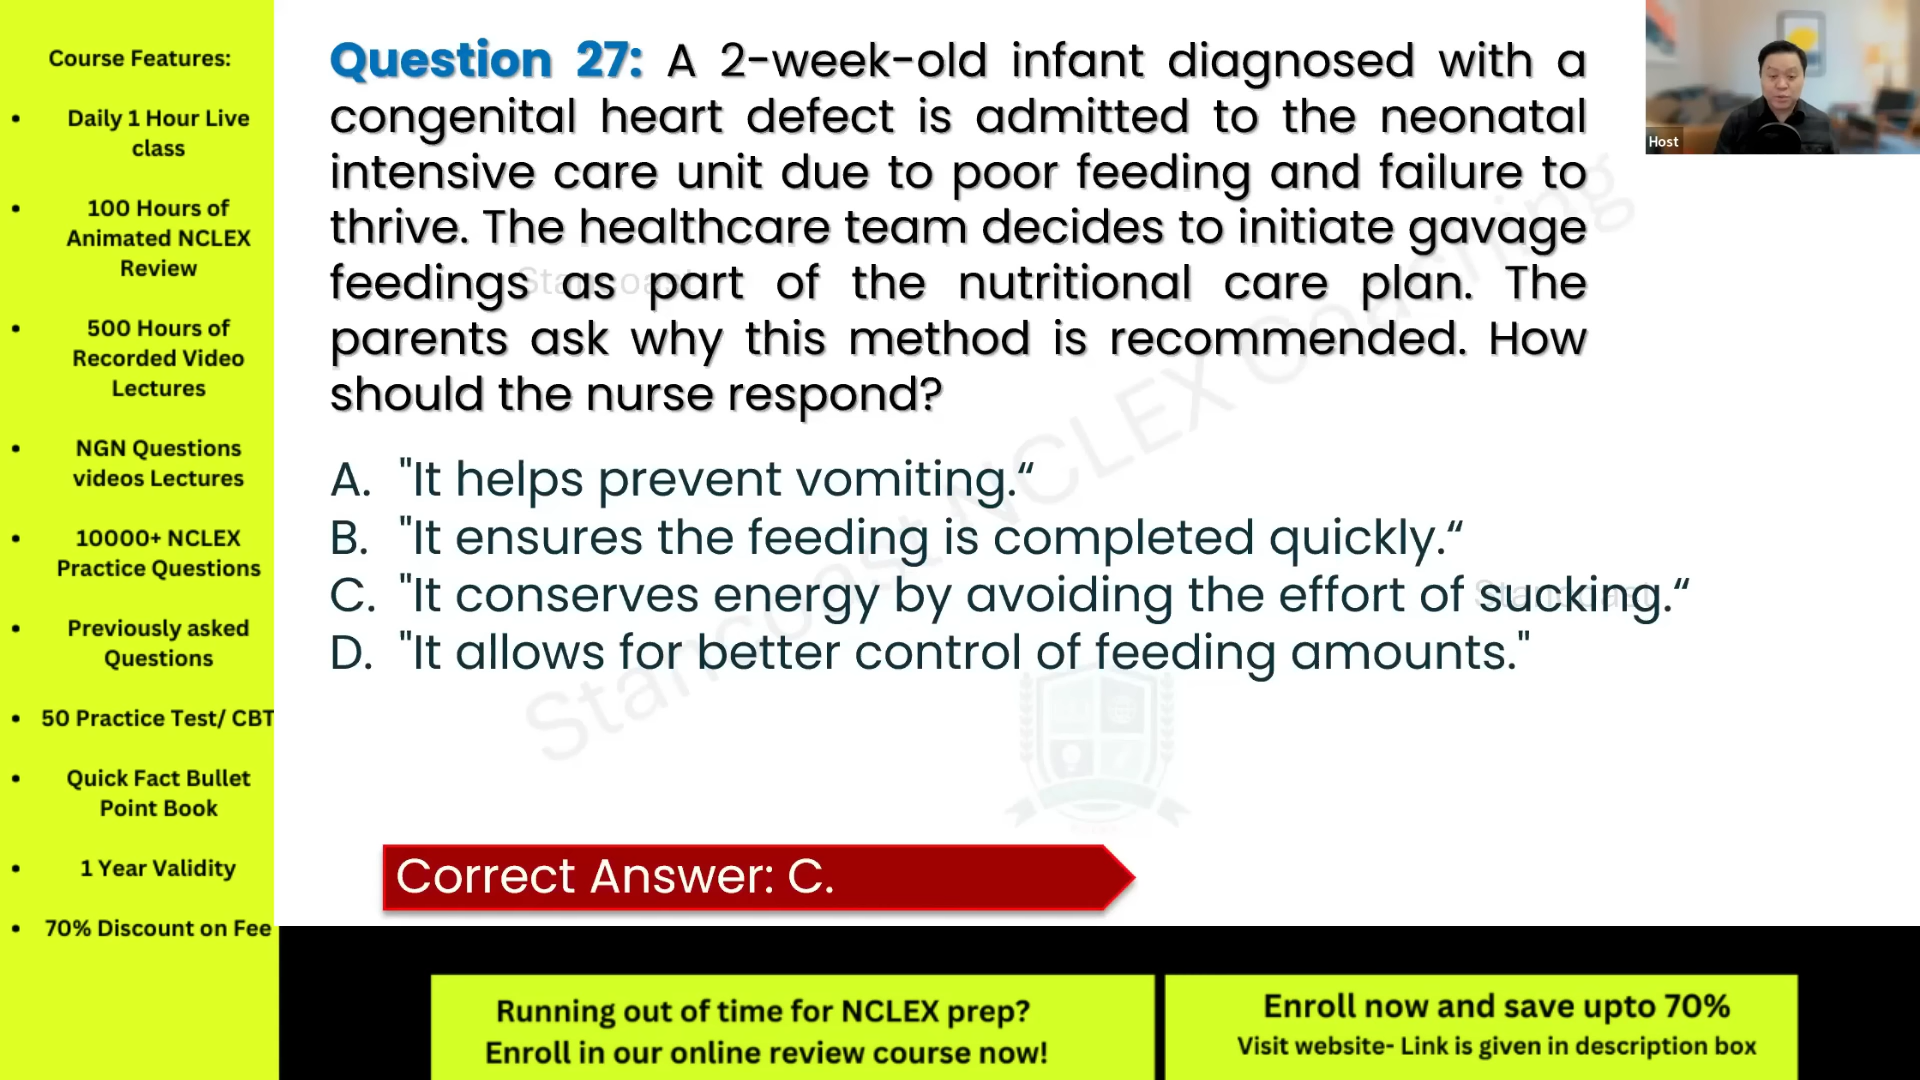 Course Features:
• Daily 1 Hour Live
class
• 100 Hours of
Animated NCLEX
Review
• 500 Hours of
Recorded Video
Lectures
• NGN Questions
videos Lectures
• 10000+ NCLEX
Practice Questions
• Previously asked
Questions
• 50 Practice Test/ CBT
• Quick Fact Bullet
Point Book
• 1 Year Validity
• 70% Discount on Fee
Question 27: A 2-week-old infant diagnosed with a
congenital heart defect is admitted to the neonatal
intensive care unit due to poor feeding and failure to
thrive. The healthcare team decides to initiate gavage
feedings as part of the nutritional care plan. The
parents ask why this method is recommended. How
should the nurse respond?
A. "It helps prevent vomiting.“
B. "It ensures the feeding is completed quickly.“
C. "It conserves energy by avoiding the effort of sucking.“
D. "It allows for better control of feeding amounts."
Stancoast NCLEX Coaching
Stancoast
Stancoast
Correct Answer: C.
Host
Running out of time for NCLEX prep?
Enroll in our online review course now!
Enroll now and save upto 70%
Visit website- Link is given in description box